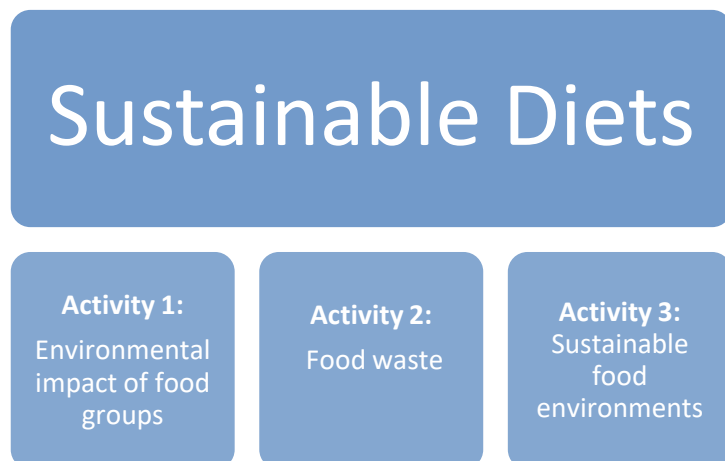 Sustainable Diets
Activity 1:
Environmental
impact of food
groups
Activity 2:
Food waste
Activity 3:
Sustainable
food
environments